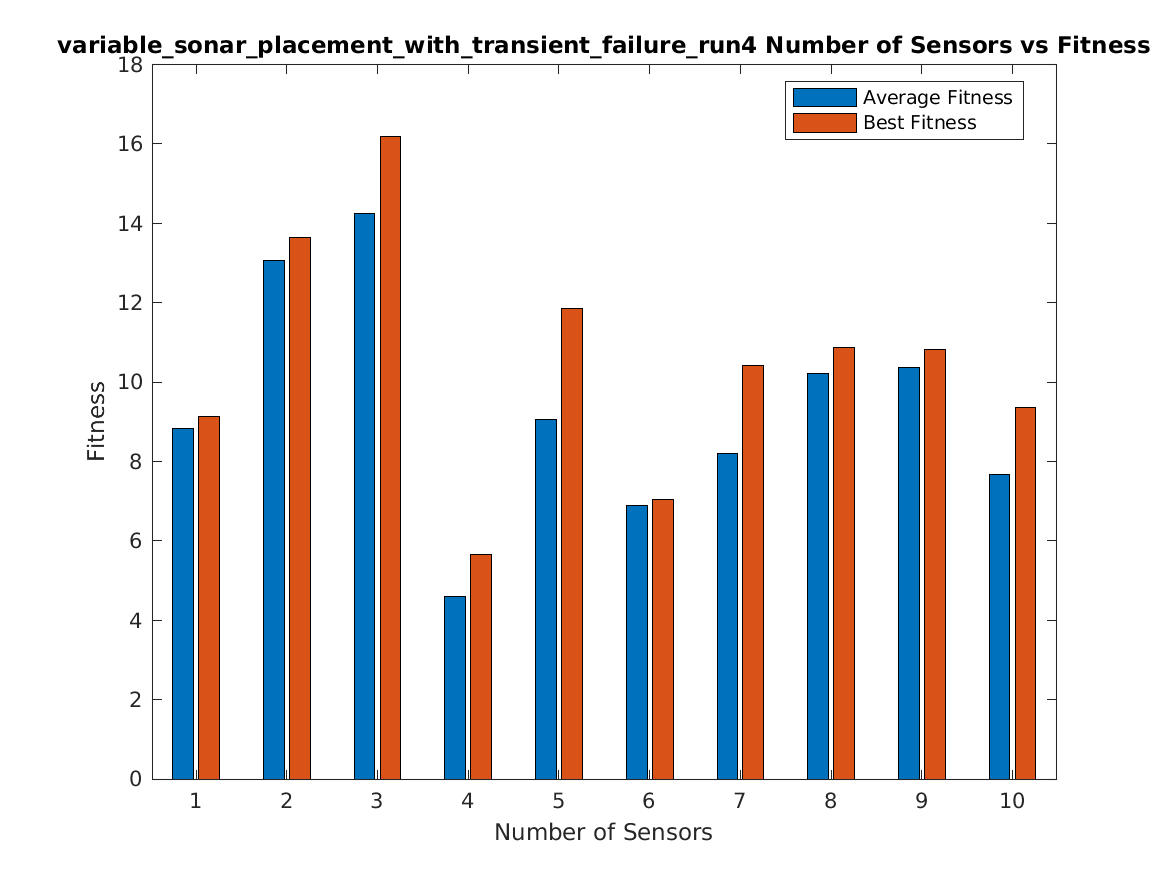 variable_sonar_placement_with_transient_failure_run4 Number of Sensors vs Fitness
18
16
14
12
10
8
6
4
2
0
Fitness
Average Fitness
Best Fitness
1 2 3 4 5 6 7 8 9 10
Number of Sensors